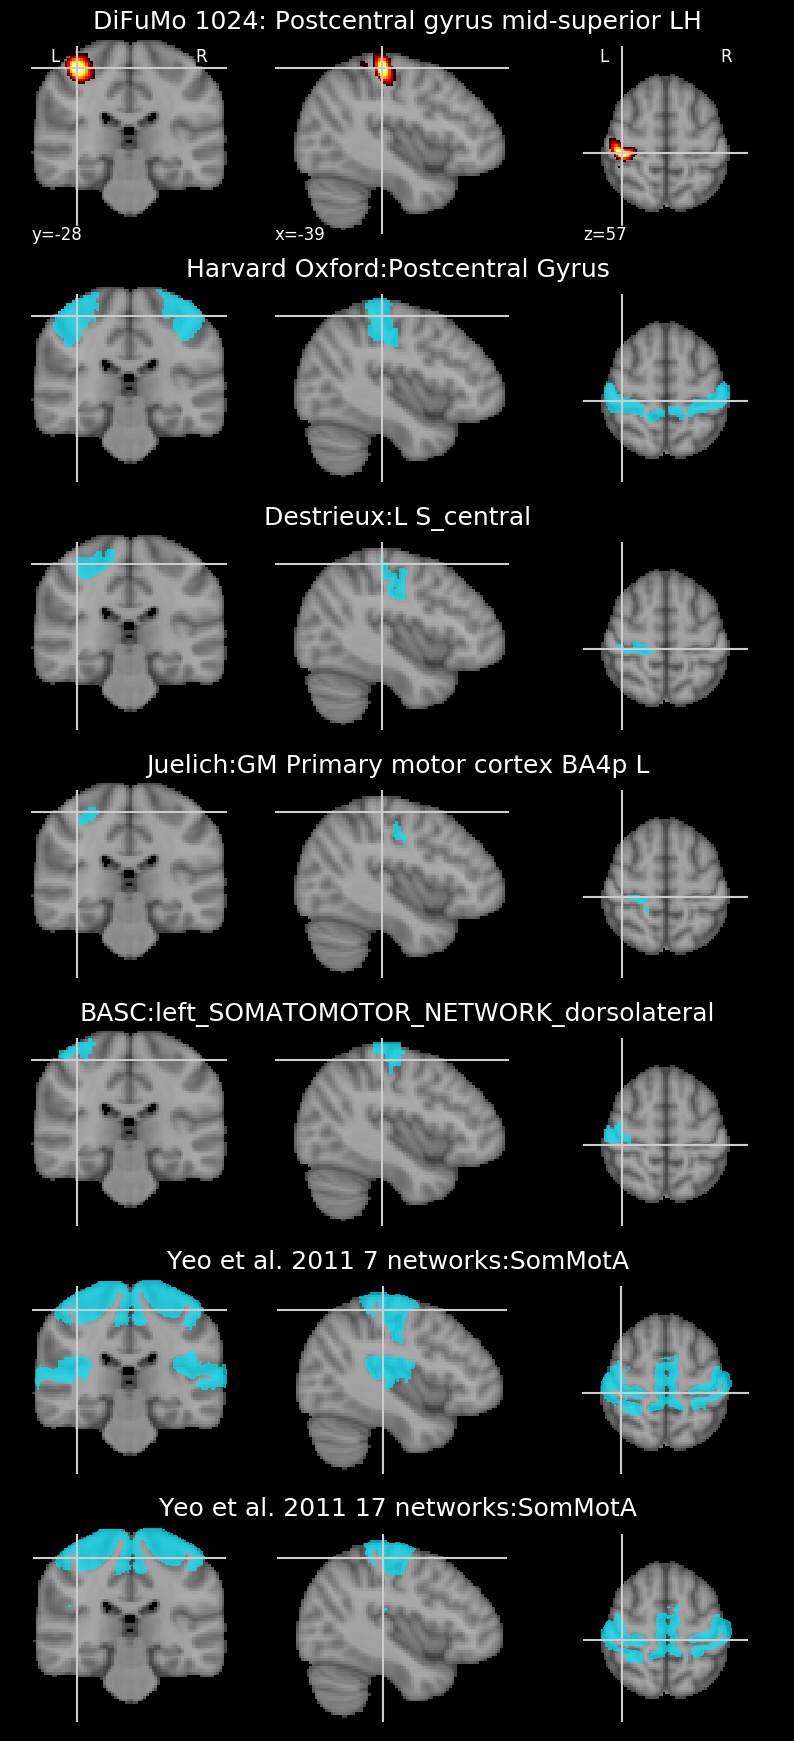 DiFuMo 1024: Postcentral gyrus mid-superior LH
L R L R
y=-28 x=-39 z=57
Harvard Oxford:Postcentral Gyrus
Destrieux:L S_central
Juelich:GM Primary motor cortex BA4p L
BASC:left_SOMATOMOTOR_NETWORK_dorsolateral
Yeo et al. 2011 7 networks:SomMotA
Yeo et al. 2011 17 networks:SomMotA